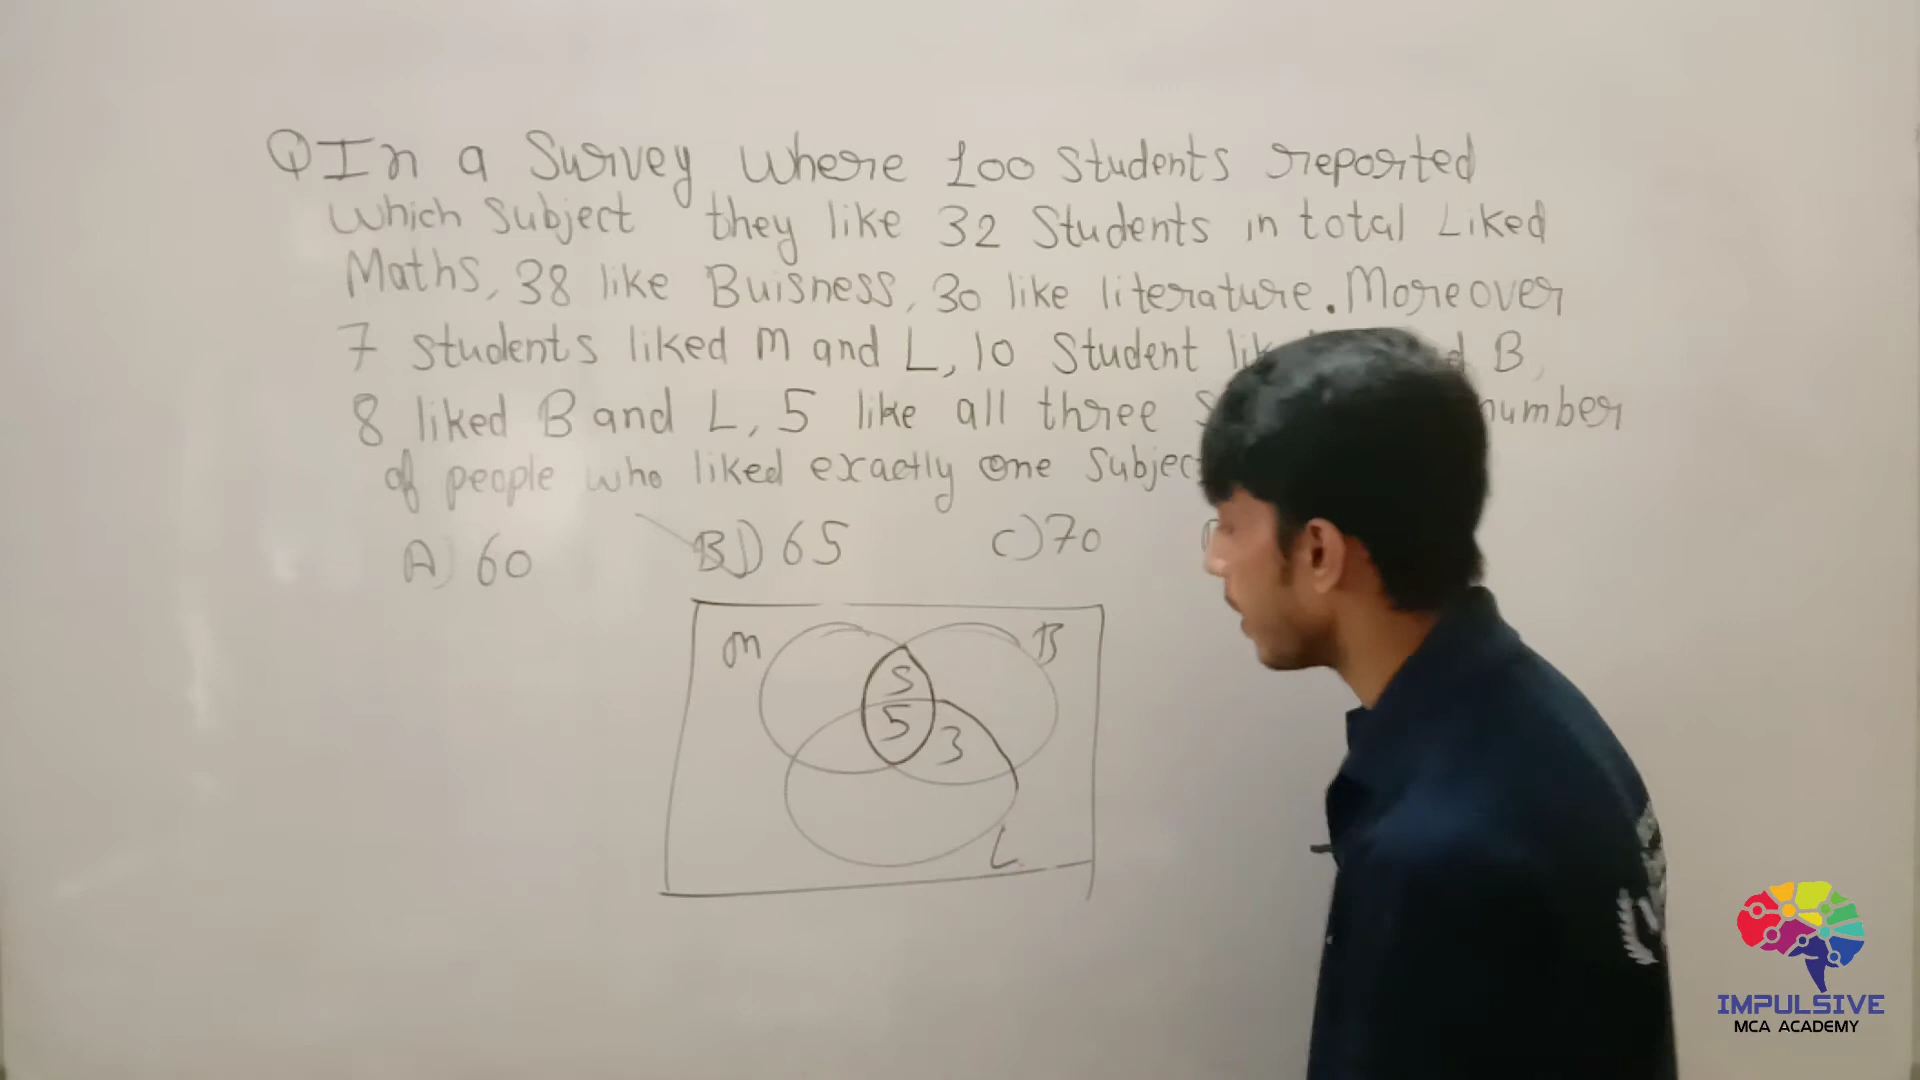 Q In a Survey Where 100 Students reported
Which Subject they like 32 Students in total Liked
Maths, 38 like Buisness, 30 like literature. Moreover
7 students liked M and L, 10 Student B,
8 liked B and L, 5 like all three number
of people who liked exactly one
A) 60 B) 65 C) 70
M B
5
5 3
L
IMPULSIVE
MCA ACADEMY